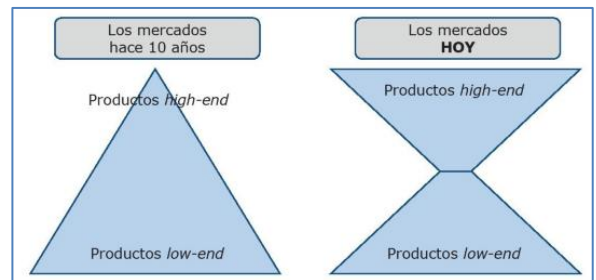 Los mercados
hace 10 años
Productos high-end
Productos low-end
Los mercados
HOY
Productos high-end
Productos low-end